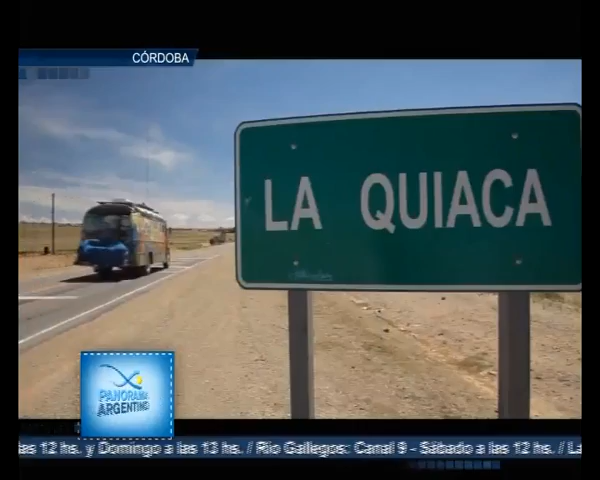 CÓRDOBA
LA QUIACA
PANORAMA
ARGENTINO
as 12 hs. y Domingo a las 13 hs. / Río Gallegos: Canal 9 - Sábado a las 12 hs. / La